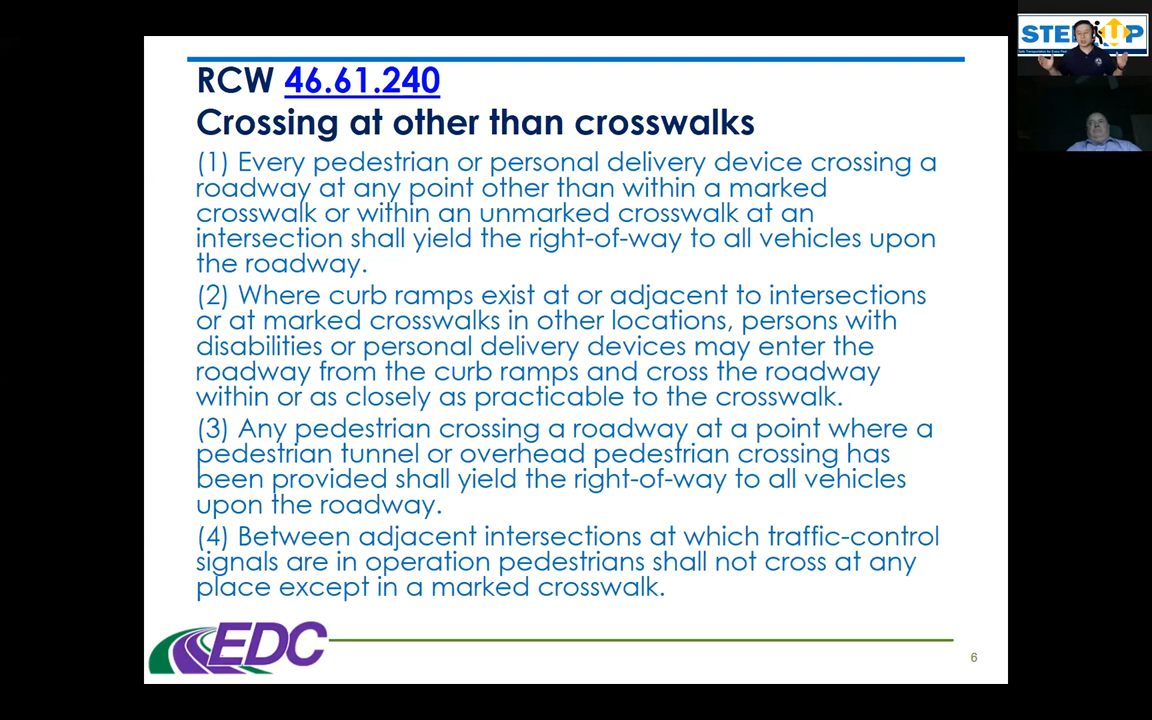 RCW 46.61.240
Crossing at other than crosswalks
(1) Every pedestrian or personal delivery device crossing a
roadway at any point other than within a marked
crosswalk or within an unmarked crosswalk at an
intersection shall yield the right-of-way to all vehicles upon
the roadway.
(2) Where curb ramps exist at or adjacent to intersections
or at marked crosswalks in other locations, persons with
disabilities or personal delivery devices may enter the
roadway from the curb ramps and cross the roadway
within or as closely as practicable to the crosswalk.
(3) Any pedestrian crossing a roadway at a point where a
pedestrian tunnel or overhead pedestrian crossing has
been provided shall yield the right-of-way to all vehicles
upon the roadway.
(4) Between adjacent intersections at which traffic-control
signals are in operation pedestrians shall not cross at any
place except in a marked crosswalk.
EDC
6
STE UP